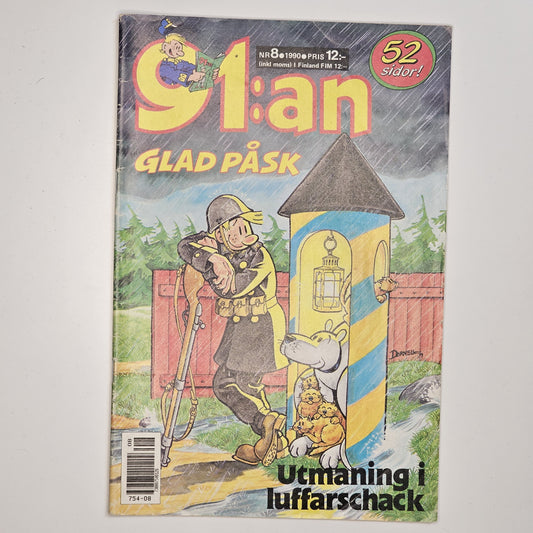 91:an
NR 8 • 1990 • PRIS 12:-
(inkl moms) I Finland FIM 12:-
52
sidor!
GLAD PÅSK
Utmaning i
luffarschack
08
754-08